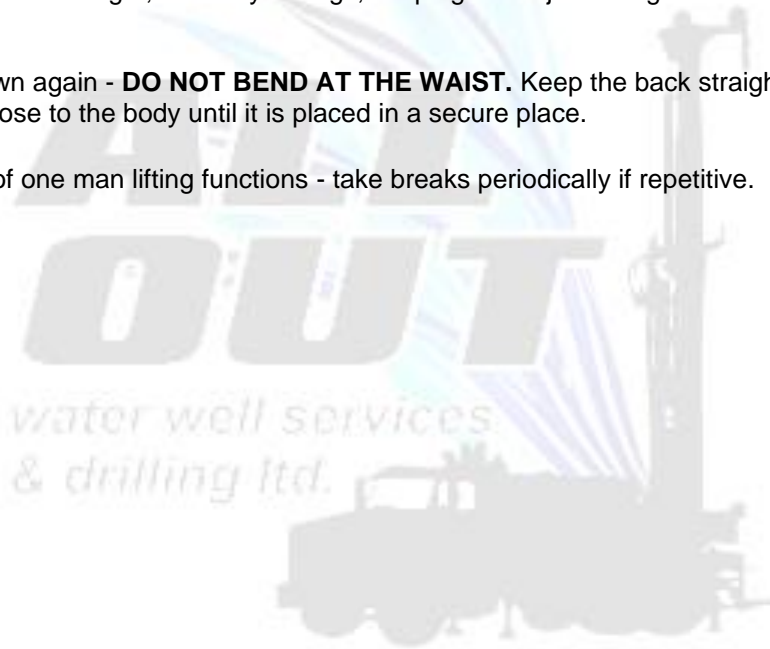 wn again - DO NOT BEND AT THE WAIST. Keep the back straigh
ose to the body until it is placed in a secure place.
of one man lifting functions - take breaks periodically if repetitive.
ALL
OUT
water well services
& drilling ltd.